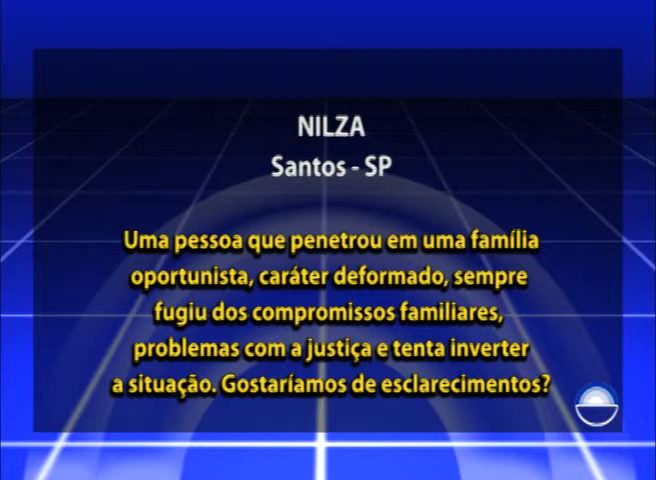 NILZA
Santos - SP
Uma pessoa que penetrou em uma família
oportunista, caráter deformado, sempre
fugiu dos compromissos familiares,
problemas com a justiça e tenta inverter
a situação. Gostaríamos de esclarecimentos?